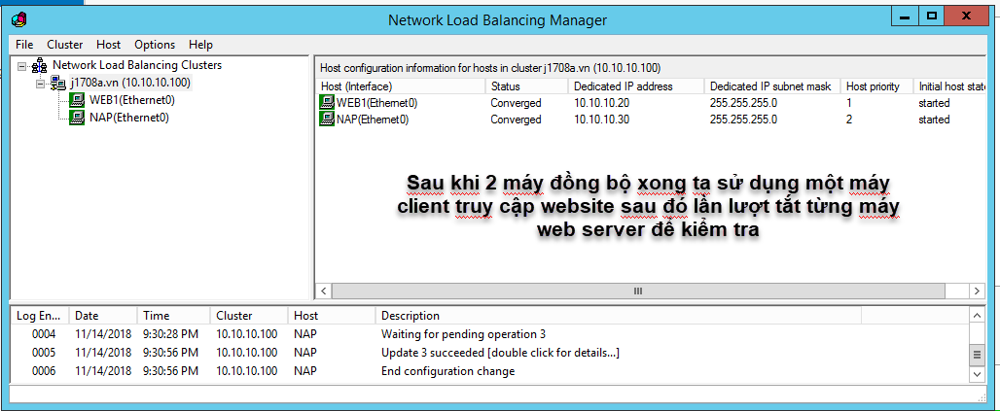 Network Load Balancing Manager
File Cluster Host Options Help
Network Load Balancing Clusters
j1708a.vn (10.10.10.100)
WEB1(Ethernet0)
NAP(Ethernet0)
Host configuration information for hosts in cluster j1708a.vn (10.10.10.100)
Host (Interface) Status Dedicated IP address Dedicated IP subnet mask Host priority Initial host state
WEB1(Ethernet0) Converged 10.10.10.20 255.255.255.0 1 started
NAP(Ethernet0) Converged 10.10.10.30 255.255.255.0 2 started
Sau khi 2 máy đồng bộ xong ta sử dụng một máy
client truy cập website sau đó lần lượt tắt từng máy
web server để kiểm tra
Log En... Date Time Cluster Host Description
0004 11/14/2018 9:30:28 PM 10.10.10.100 NAP Waiting for pending operation 3
0005 11/14/2018 9:30:56 PM 10.10.10.100 NAP Update 3 succeeded [double click for details...]
0006 11/14/2018 9:30:56 PM 10.10.10.100 NAP End configuration change